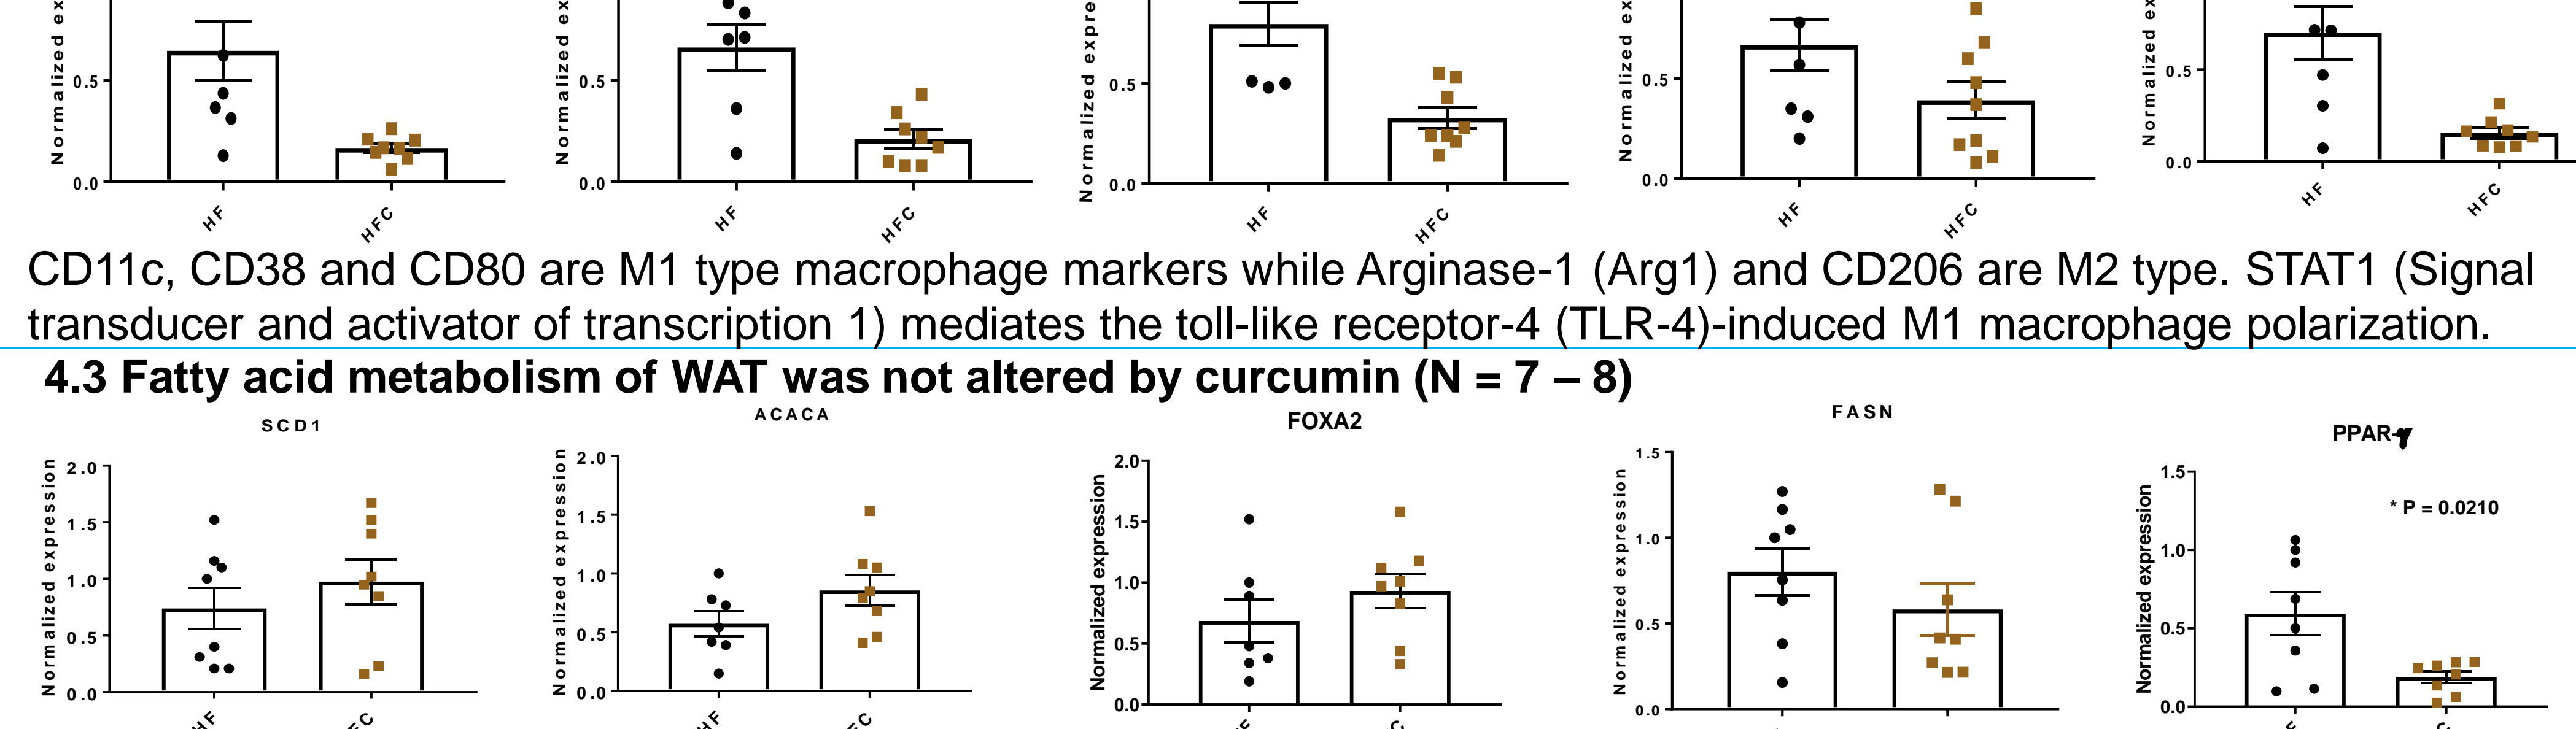 Normalized ex
0.5
0.0
HF
HFC
Normalized ex
0.5
0.0
HF
HFC
Normalized expre
0.5
0.0
HF
HFC
Normalized ex
0.5
0.0
HF
HFC
Normalized ex
0.5
0.0
HF
HFC
CD11c, CD38 and CD80 are M1 type macrophage markers while Arginase-1 (Arg1) and CD206 are M2 type. STAT1 (Signal
transducer and activator of transcription 1) mediates the toll-like receptor-4 (TLR-4)-induced M1 macrophage polarization.
4.3 Fatty acid metabolism of WAT was not altered by curcumin (N = 7 – 8)
SCD1
Normalized expression
2.0
1.5
1.0
0.5
0.0
HF
FC
ACACA
Normalized expression
2.0
1.5
1.0
0.5
0.0
HF
FC
FOXA2
Normalized expression
2.0
1.5
1.0
0.5
0.0
F
C
FASN
Normalized expression
1.5
1.0
0.5
0.0
PPAR-γ
* P = 0.0210
Normalized expression
1.5
1.0
0.5
0.0
F
C